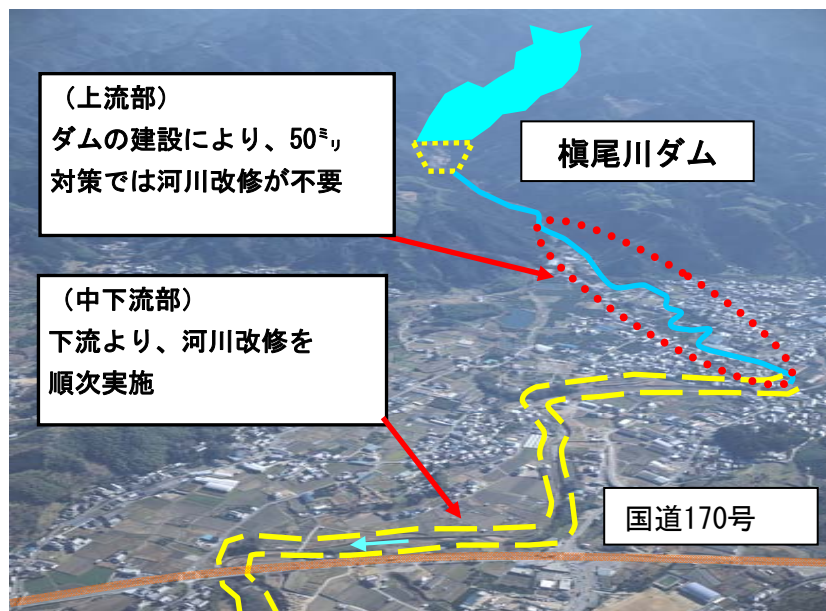 （上流部）
ダムの建設により、50㍉
対策では河川改修が不要
槇尾川ダム
（中下流部）
下流より、河川改修を
順次実施
国道170号